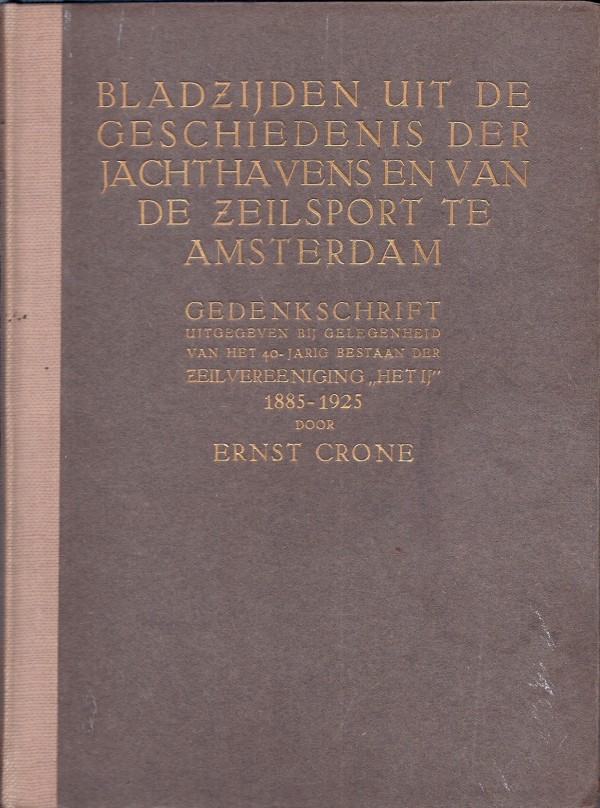 BLADZIJDEN UIT DE
GESCHIEDENIS DER
JACHTHAVENS EN VAN
DE ZEILSPORT TE
AMSTERDAM
GEDENKSCHRIFT
UITGEGEVEN BIJ GELEGENHEID
VAN HET 40-JARIG BESTAAN DER
ZEILVEREENIGING „HET IJ"
1885-1925
DOOR
ERNST CRONE